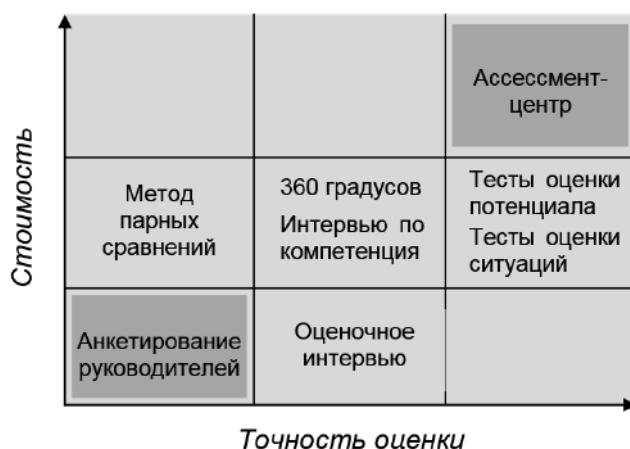 Стоимость
Ассессмент-
центр
Метод
парных
сравнений
360 градусов
Интервью по
компетенция
Тесты оценки
потенциала
Тесты оценки
ситуаций
Анкетирование
руководителей
Оценочное
интервью
Точность оценки